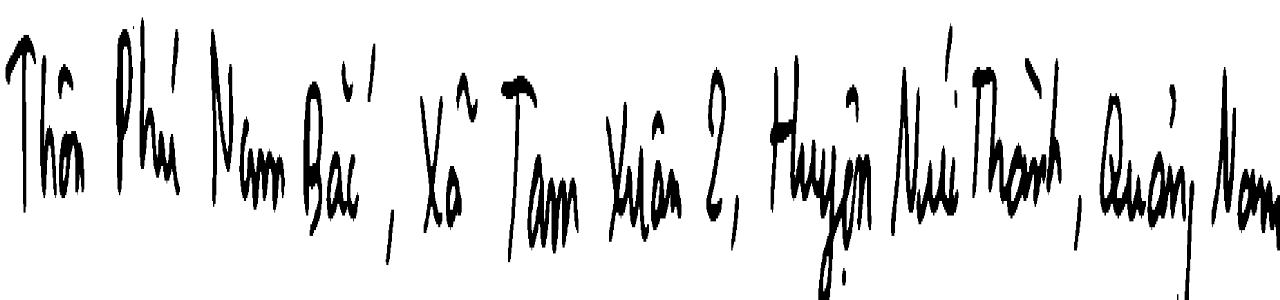 Thôn Phú Nam Bắc, Xã Tam Xuân 2, Huyện Núi Thành, Quảng Nam